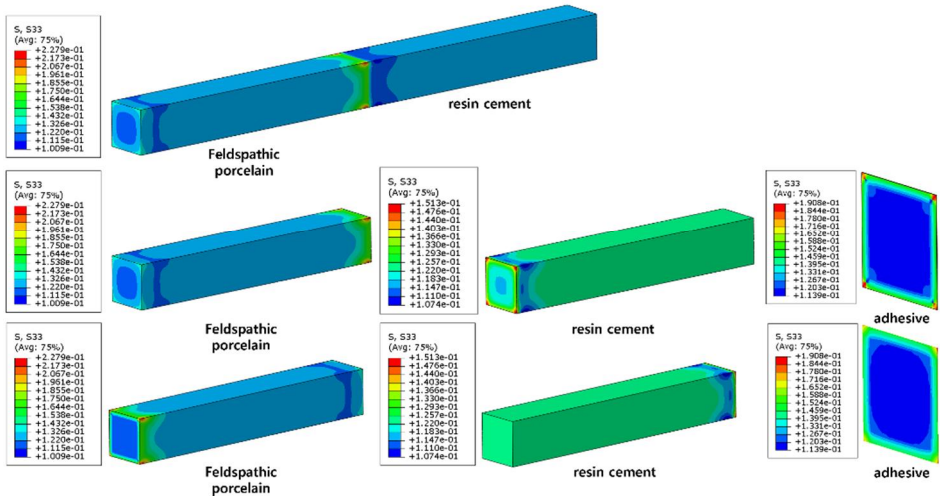 S, S33
(Avg: 75%)
+2.279e-01
+2.173e-01
+2.067e-01
+1.961e-01
+1.855e-01
+1.750e-01
+1.644e-01
+1.538e-01
+1.432e-01
+1.326e-01
+1.220e-01
+1.115e-01
+1.009e-01
resin cement
Feldspathic
porcelain
S, S33
(Avg: 75%)
+2.279e-01
+2.173e-01
+2.067e-01
+1.961e-01
+1.855e-01
+1.750e-01
+1.644e-01
+1.538e-01
+1.432e-01
+1.326e-01
+1.220e-01
+1.115e-01
+1.009e-01
Feldspathic
porcelain
S, S33
(Avg: 75%)
+1.513e-01
+1.476e-01
+1.440e-01
+1.403e-01
+1.366e-01
+1.330e-01
+1.293e-01
+1.257e-01
+1.220e-01
+1.183e-01
+1.147e-01
+1.110e-01
+1.074e-01
resin cement
S, S33
(Avg: 75%)
+1.908e-01
+1.844e-01
+1.780e-01
+1.716e-01
+1.652e-01
+1.588e-01
+1.524e-01
+1.459e-01
+1.395e-01
+1.331e-01
+1.267e-01
+1.203e-01
+1.139e-01
adhesive
S, S33
(Avg: 75%)
+2.279e-01
+2.173e-01
+2.067e-01
+1.961e-01
+1.855e-01
+1.750e-01
+1.644e-01
+1.538e-01
+1.432e-01
+1.326e-01
+1.220e-01
+1.115e-01
+1.009e-01
Feldspathic
porcelain
S, S33
(Avg: 75%)
+1.513e-01
+1.476e-01
+1.440e-01
+1.403e-01
+1.366e-01
+1.330e-01
+1.293e-01
+1.257e-01
+1.220e-01
+1.183e-01
+1.147e-01
+1.110e-01
+1.074e-01
resin cement
S, S33
(Avg: 75%)
+1.908e-01
+1.844e-01
+1.780e-01
+1.716e-01
+1.652e-01
+1.588e-01
+1.524e-01
+1.459e-01
+1.395e-01
+1.331e-01
+1.267e-01
+1.203e-01
+1.139e-01
adhesive